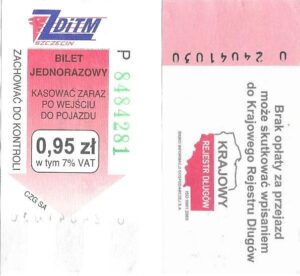 ZDiTM
SZCZECIN
BILET
JEDNORAZOWY
KASOWAĆ ZARAZ
PO WEJŚCIU
DO POJAZDU
0,95 zł
w tym 7% VAT
ZACHOWAĆ DO KONTROLI
CZG SA
P 8484281
KRAJOWY
REJESTR DŁUGÓW
Brak opłaty za przejazd
może skutkować wpisaniem
do Krajowego Rejestru Długów